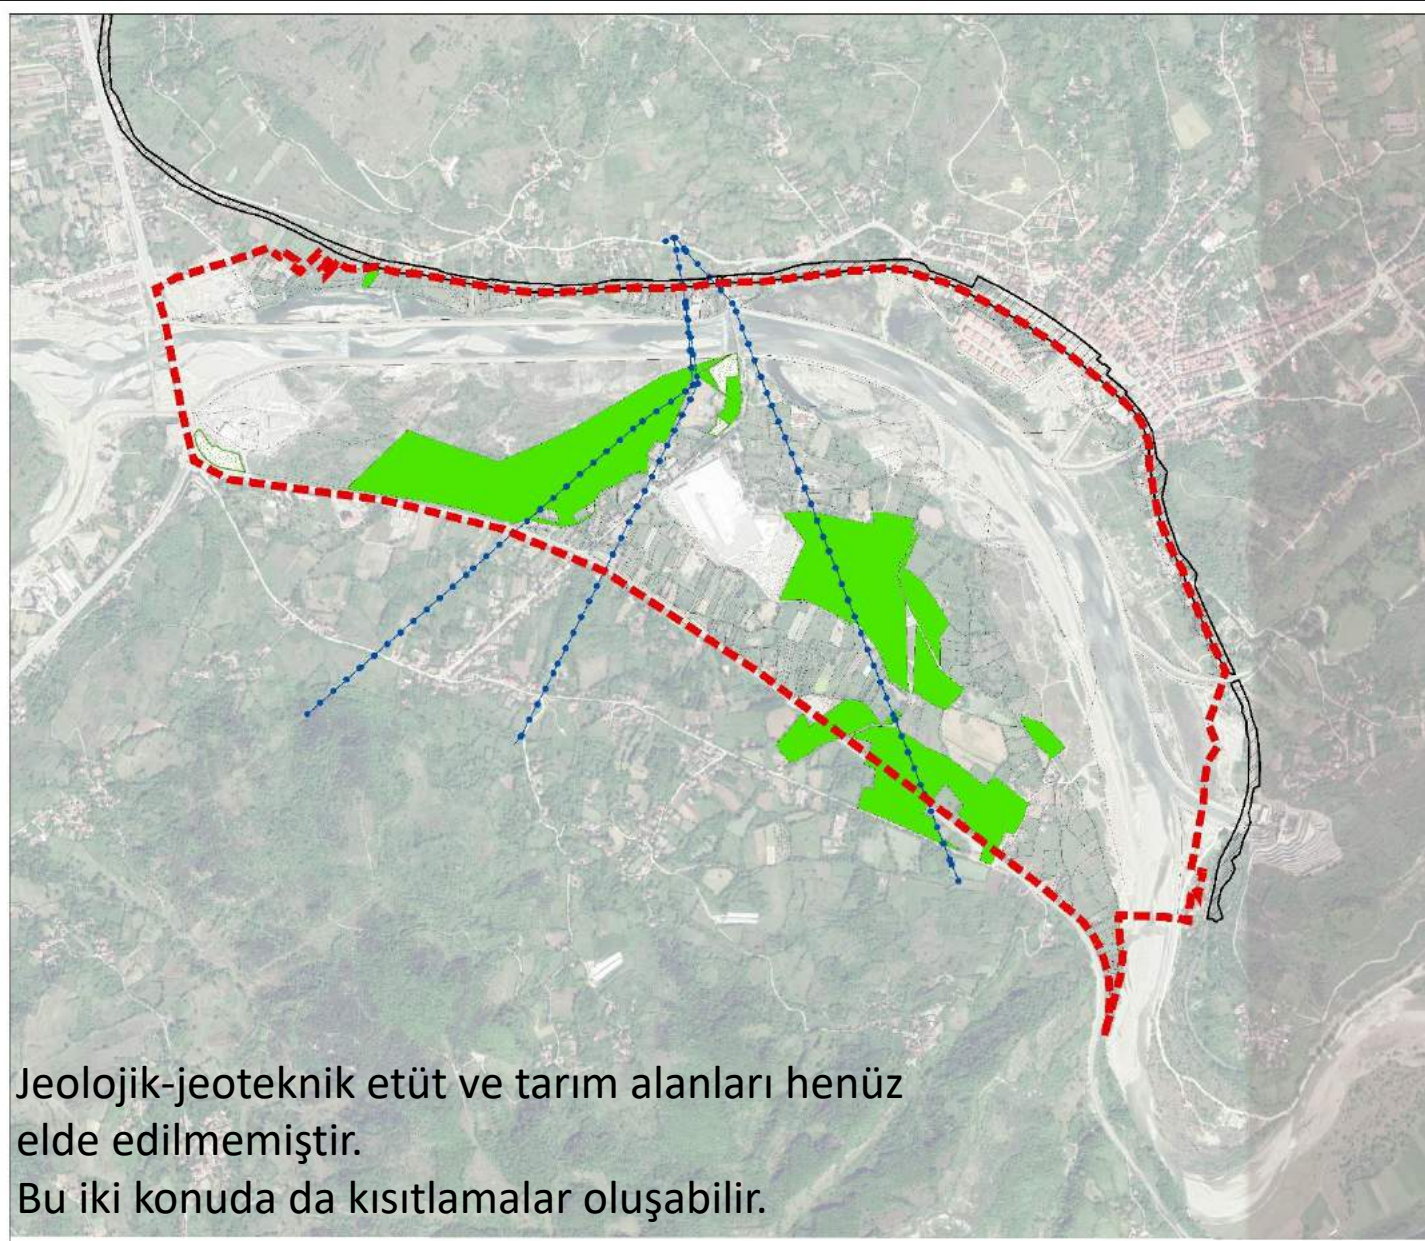 Jeolojik-jeoteknik etüt ve tarım alanları henüz
elde edilmemiştir.
Bu iki konuda da kısıtlamalar oluşabilir.